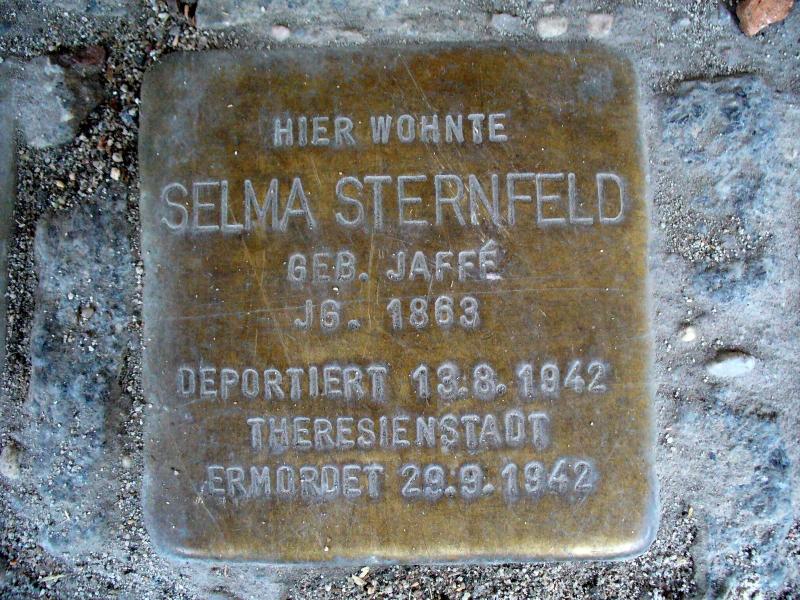 HIER WOHNTE
SELMA STERNFELD
GEB. JAFFÉ
JG. 1863
DEPORTIERT 13.8.1942
THERESIENSTADT
ERMORDET 29.9.1942